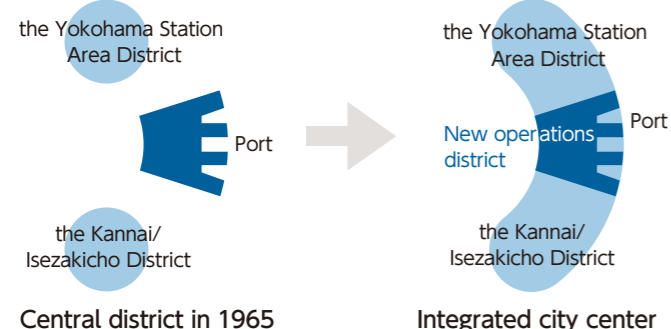 the Yokohama Station
Area District
Port
the Kannai/
Isezakicho District
Central district in 1965
the Yokohama Station
Area District
New operations
district
Port
the Kannai/
Isezakicho District
Integrated city center